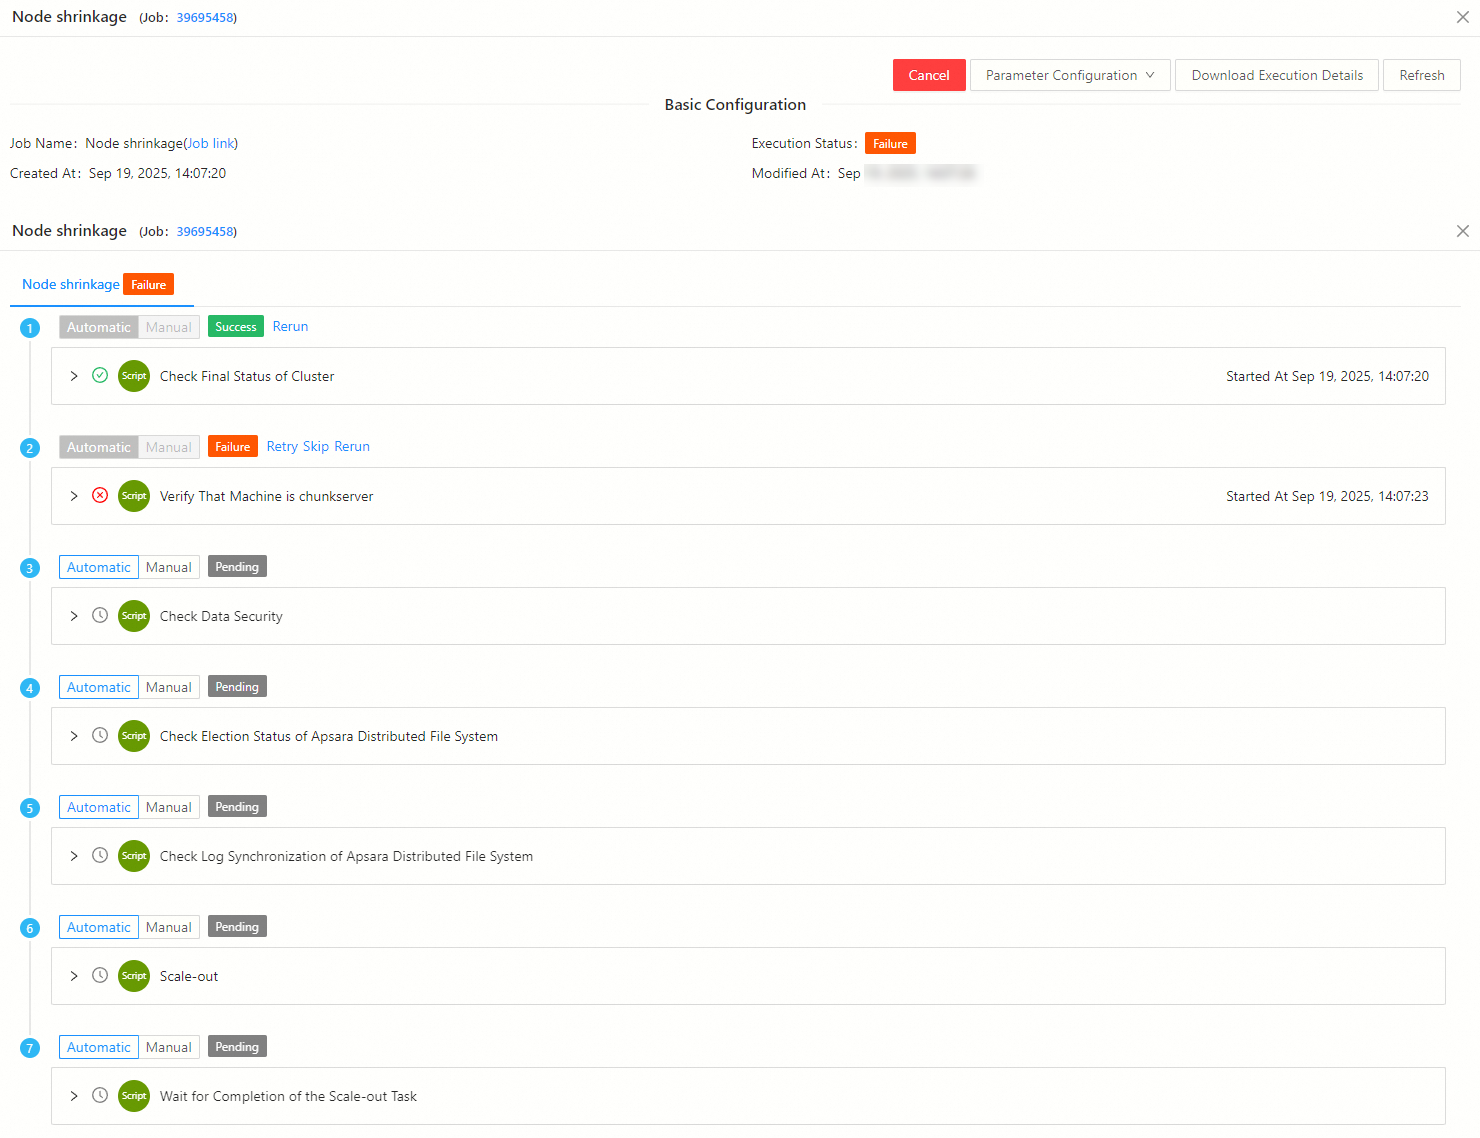 Node shrinkage (Job: 39695458)
Cancel Parameter Configuration Download Execution Details Refresh
Basic Configuration
Job Name: Node shrinkage(Job link) Execution Status: Failure
Created At: Sep 19, 2025, 14:07:20 Modified At: Sep
Node shrinkage (Job: 39695458)
Node shrinkage Failure
1 Automatic Manual Success Rerun
Script Check Final Status of Cluster Started At Sep 19, 2025, 14:07:20
2 Automatic Manual Failure Retry Skip Rerun
Script Verify That Machine is chunkserver Started At Sep 19, 2025, 14:07:23
3 Automatic Manual Pending
Script Check Data Security
4 Automatic Manual Pending
Script Check Election Status of Apsara Distributed File System
5 Automatic Manual Pending
Script Check Log Synchronization of Apsara Distributed File System
6 Automatic Manual Pending
Script Scale-out
7 Automatic Manual Pending
Script Wait for Completion of the Scale-out Task